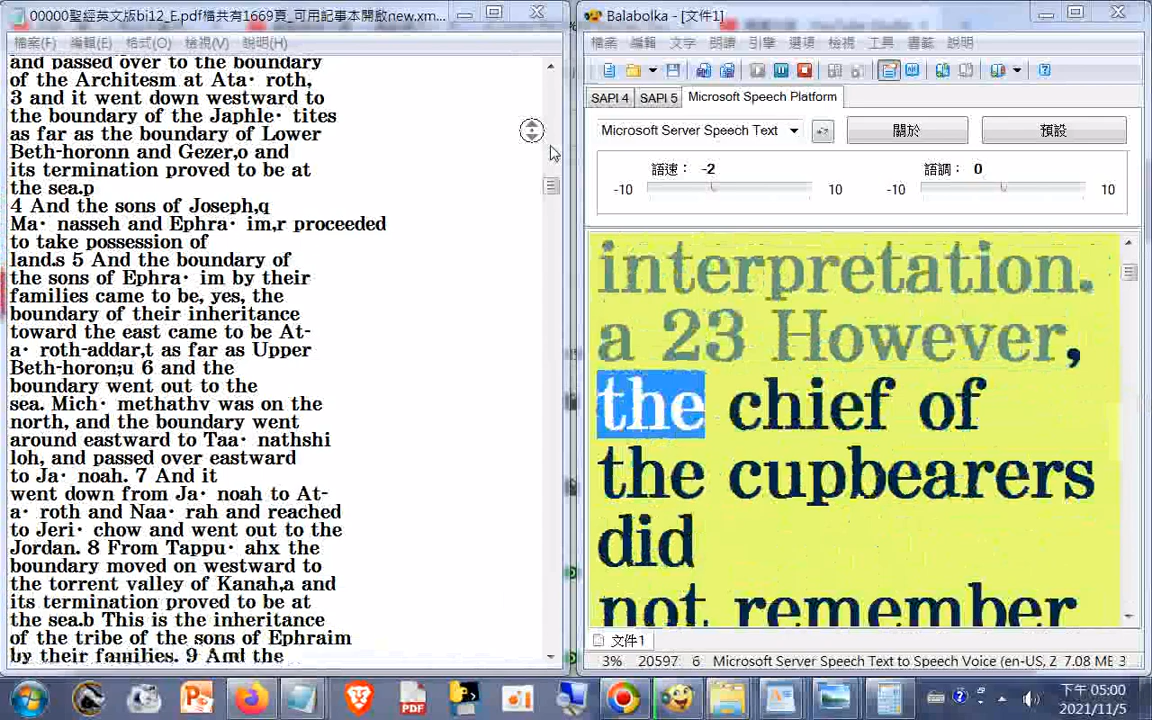 00000聖經英文版bi12_E.pdf檔共有1669頁_可用記事本開啟new.xm...
檔案(F) 編輯(E) 格式(O) 檢視(V) 說明(H)
and passed over to the boundary
of the Architesm at Ata· roth,
3 and it went down westward to
the boundary of the Japhle· tites
as far as the boundary of Lower
Beth-horonn and Gezer,o and
its termination proved to be at
the sea.p
4 And the sons of Joseph,q
Ma· nasseh and Ephra· im,r proceeded
to take possession of
land.s 5 And the boundary of
the sons of Ephra· im by their
families came to be, yes, the
boundary of their inheritance
toward the east came to be At-
a· roth-addar,t as far as Upper
Beth-horon;u 6 and the
boundary went out to the
sea. Mich· methathv was on the
north, and the boundary went
around eastward to Taa· nathshi
loh, and passed over eastward
to Ja· noah. 7 And it
went down from Ja· noah to At-
a· roth and Naa· rah and reached
to Jeri· chow and went out to the
Jordan. 8 From Tappu· ahx the
boundary moved on westward to
the torrent valley of Kanah,a and
its termination proved to be at
the sea.b This is the inheritance
of the tribe of the sons of Ephraim
by their families. 9 And the
Balabolka - [文件1]
檔案 編輯 文字 朗讀 引擎 選項 檢視 工具 書籤 說明
SAPI 4 SAPI 5 Microsoft Speech Platform
Microsoft Server Speech Text 關於 預設
語速： -2 語調： 0
-10 10 -10 10
interpretation.
a 23 However,
the chief of
the cupbearers
did
not remember
文件1
3% 20597 6 Microsoft Server Speech Text to Speech Voice (en-US, Z 7.08 ME 3
下午 05:00
2021/11/5